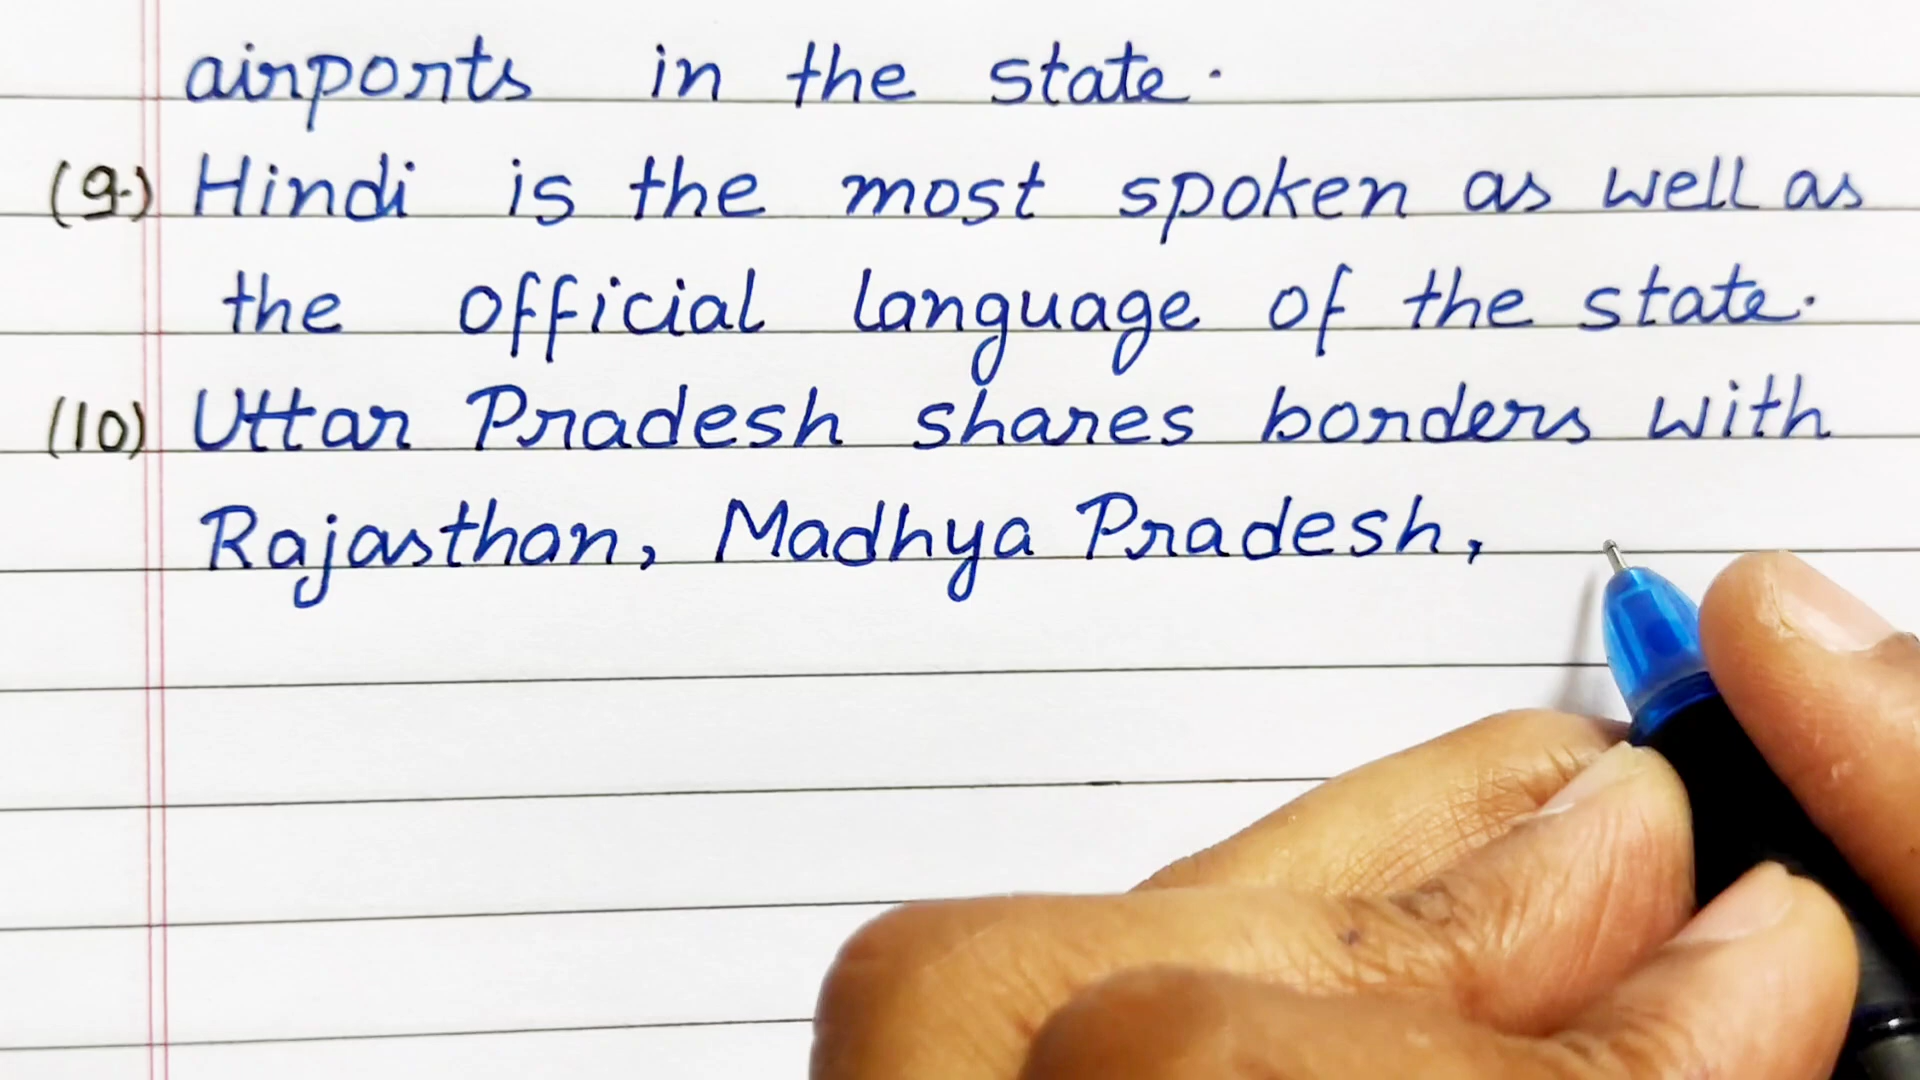 airports in the state.
(9.) Hindi is the most spoken as well as
the official language of the state.
(10) Uttar Pradesh shares borders with
Rajasthan, Madhya Pradesh,